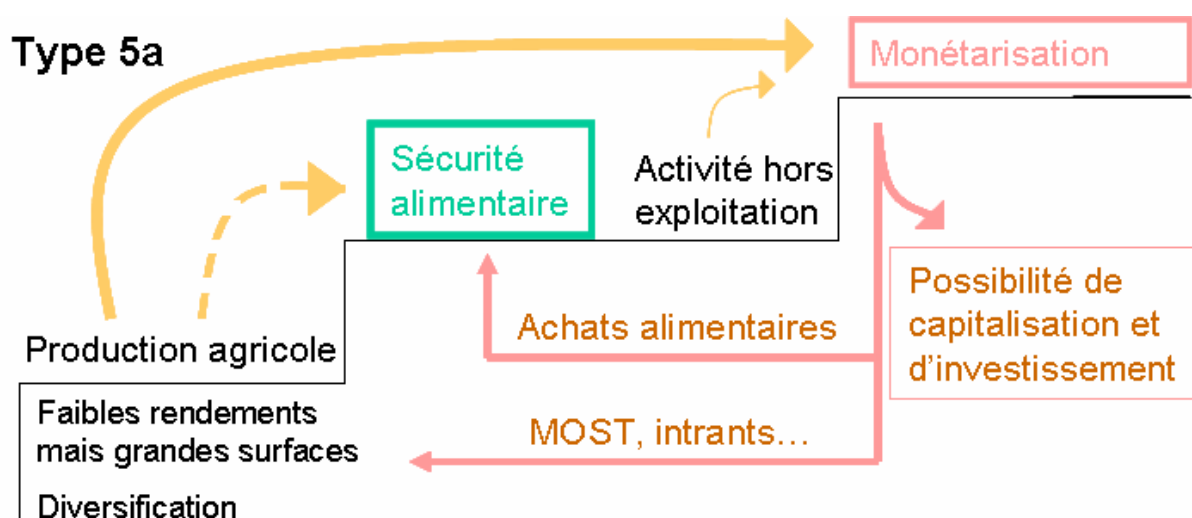 Type 5a
Monétarisation
Sécurité
alimentaire
Activité hors
exploitation
Possibilité de
capitalisation et
d'investissement
Achats alimentaires
Production agricole
Faibles rendements
mais grandes surfaces
MOST, intrants…
Diversification